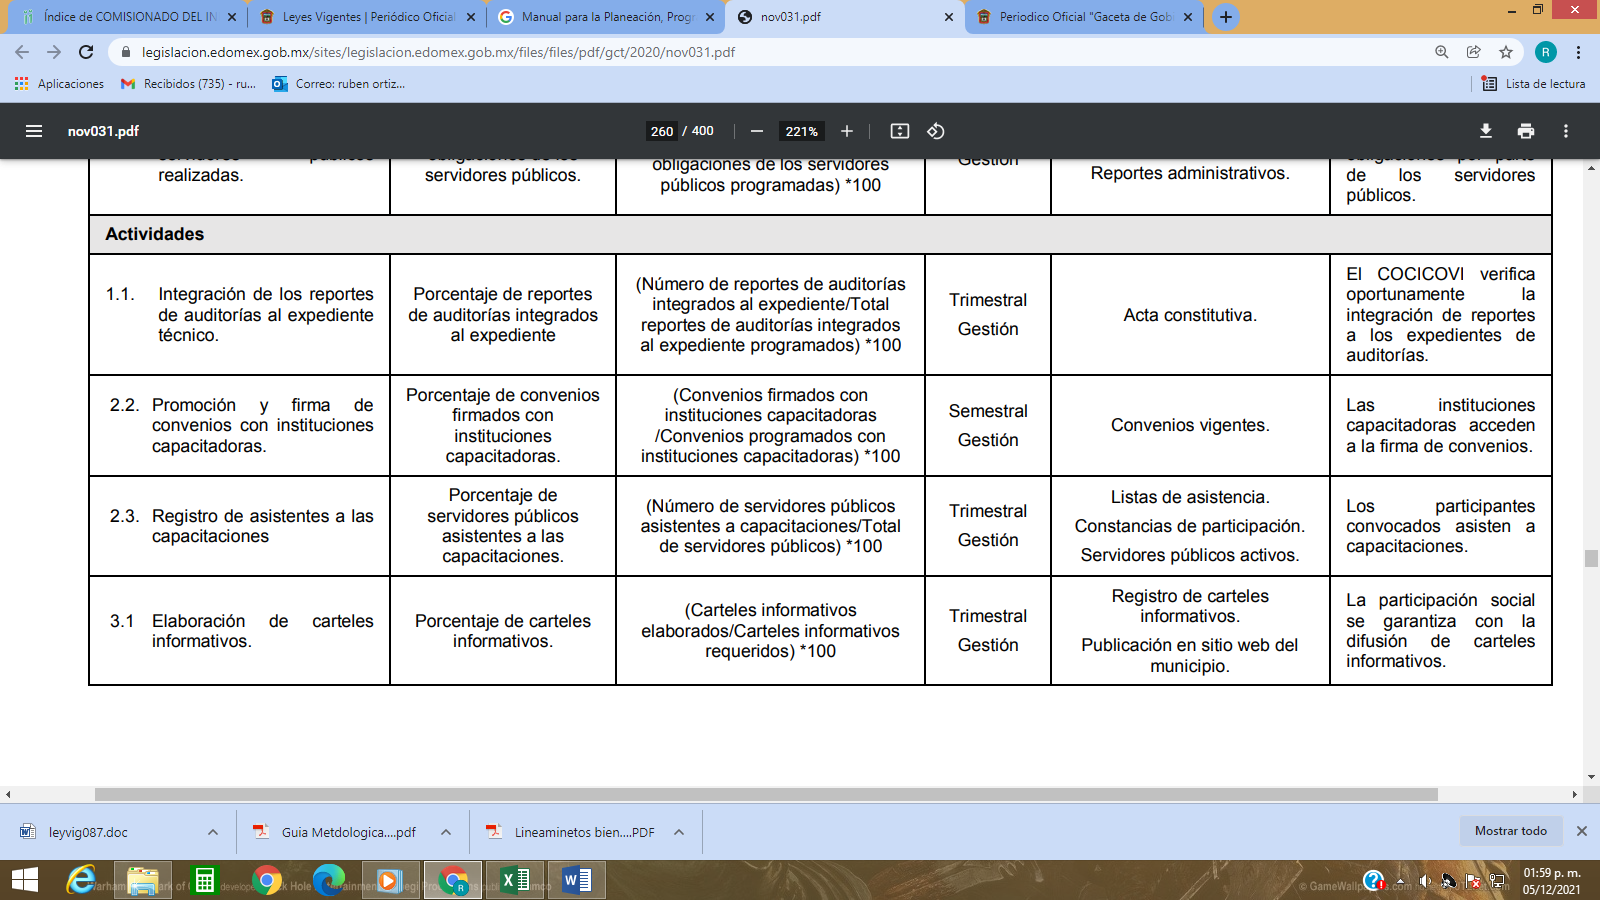 Índice de COMISIONADO DEL IN
Leyes Vigentes | Periódico Oficial
Manual para la Planeación, Progr
nov031.pdf
Periodico Oficial "Gaceta de Gob
legislacion.edomex.gob.mx/sites/legislacion.edomex.gob.mx/files/files/pdf/gct/2020/nov031.pdf
R
Aplicaciones
Recibidos (735) - ru...
Correo: ruben ortiz...
Lista de lectura
nov031.pdf
260 / 400
221%
servidores públicos
realizadas.
obligaciones de los
servidores públicos.
obligaciones de los servidores
públicos programadas) *100
Gestión
Reportes administrativos.
obligaciones por parte
de los servidores
públicos.
Actividades
1.1. Integración de los reportes
de auditorías al expediente
técnico.
Porcentaje de reportes
de auditorías integrados
al expediente
(Número de reportes de auditorías
integrados al expediente/Total
reportes de auditorías integrados
al expediente programados) *100
Trimestral
Gestión
Acta constitutiva.
El COCICOVI verifica
oportunamente la
integración de reportes
a los expedientes de
auditorías.
2.2. Promoción y firma de
convenios con instituciones
capacitadoras.
Porcentaje de convenios
firmados con
instituciones
capacitadoras.
(Convenios firmados con
instituciones capacitadoras
/Convenios programados con
instituciones capacitadoras) *100
Semestral
Gestión
Convenios vigentes.
Las instituciones
capacitadoras acceden
a la firma de convenios.
2.3. Registro de asistentes a las
capacitaciones
Porcentaje de
servidores públicos
asistentes a las
capacitaciones.
(Número de servidores públicos
asistentes a capacitaciones/Total
de servidores públicos) *100
Trimestral
Gestión
Listas de asistencia.
Constancias de participación.
Servidores públicos activos.
Los participantes
convocados asisten a
capacitaciones.
3.1 Elaboración de carteles
informativos.
Porcentaje de carteles
informativos.
(Carteles informativos
elaborados/Carteles informativos
requeridos) *100
Trimestral
Gestión
Registro de carteles
informativos.
Publicación en sitio web del
municipio.
La participación social
se garantiza con la
difusión de carteles
informativos.
leyvig087.doc
Guia Metdologica....pdf
Lineaminetos bien....PDF
Mostrar todo
01:59 p. m.
05/12/2021